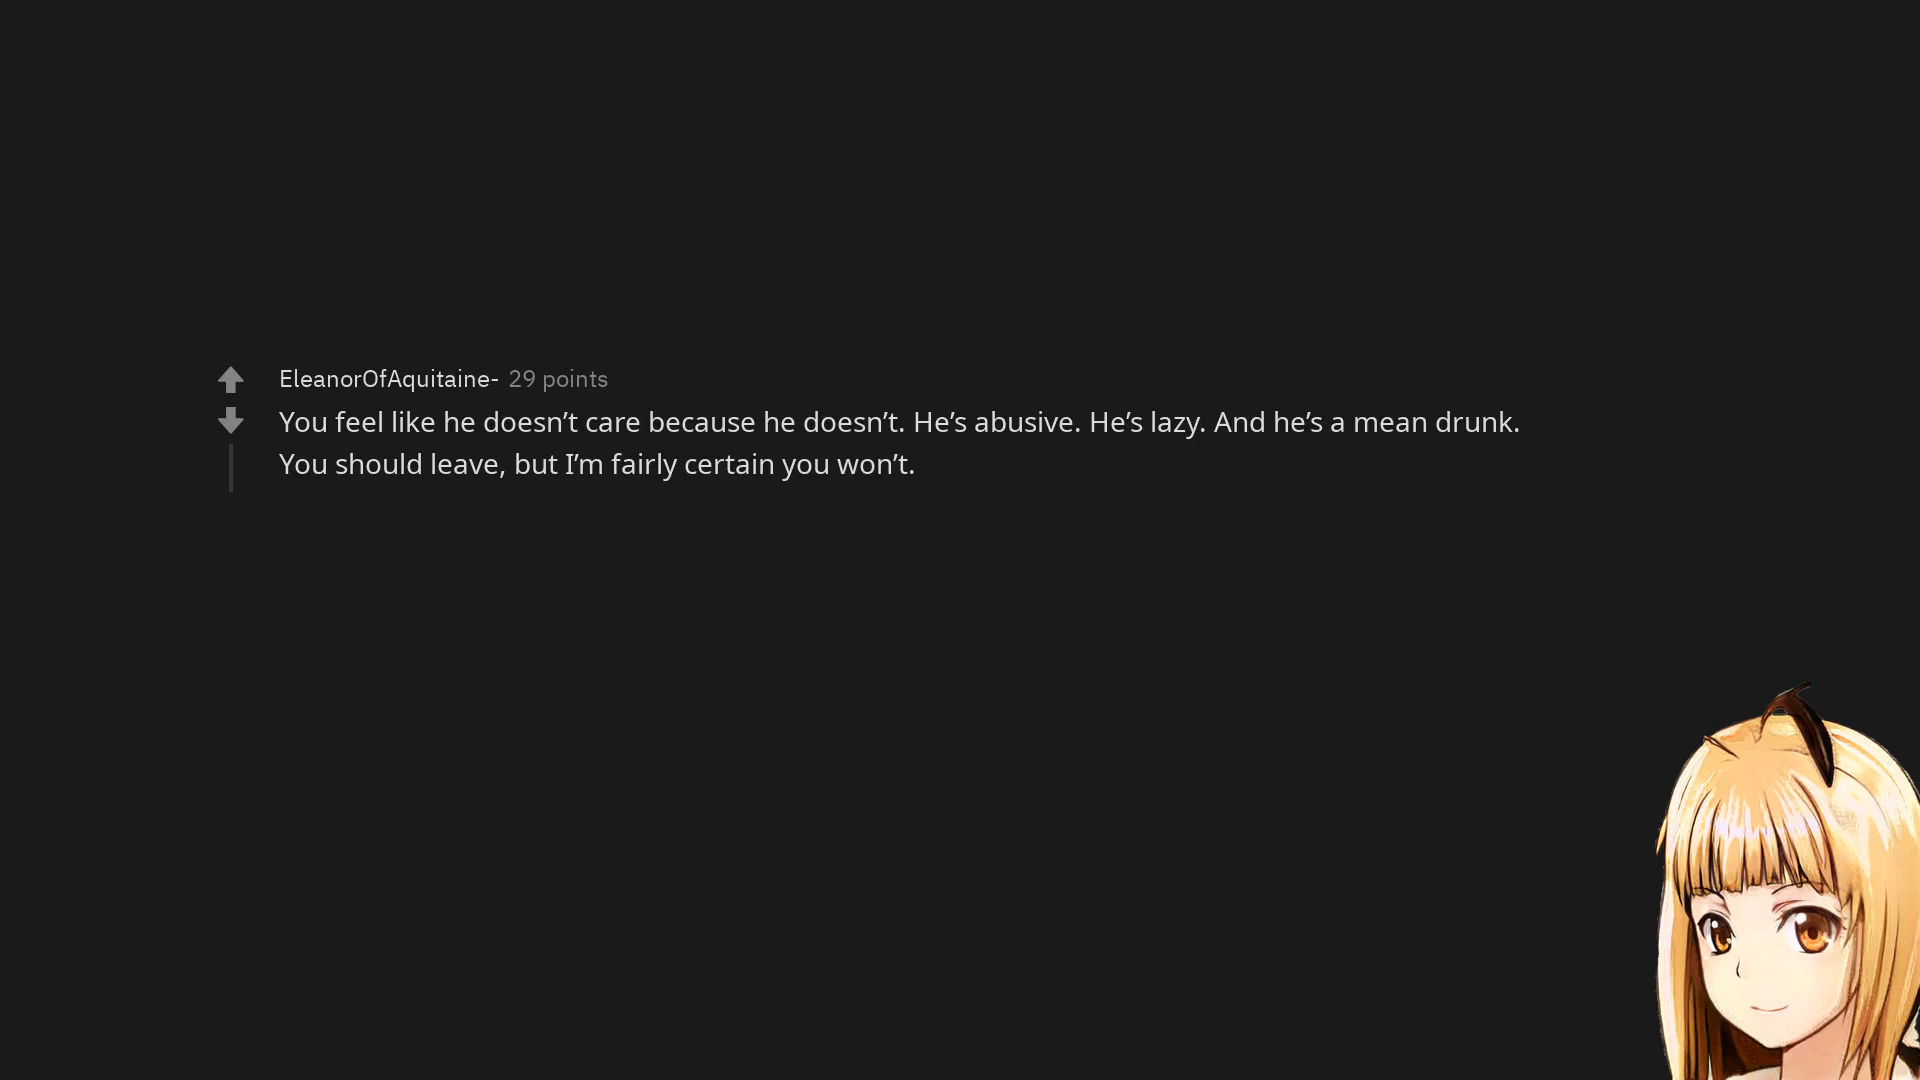 EleanorOfAquitaine- 29 points
You feel like he doesn’t care because he doesn’t. He’s abusive. He’s lazy. And he’s a mean drunk.
You should leave, but I’m fairly certain you won’t.